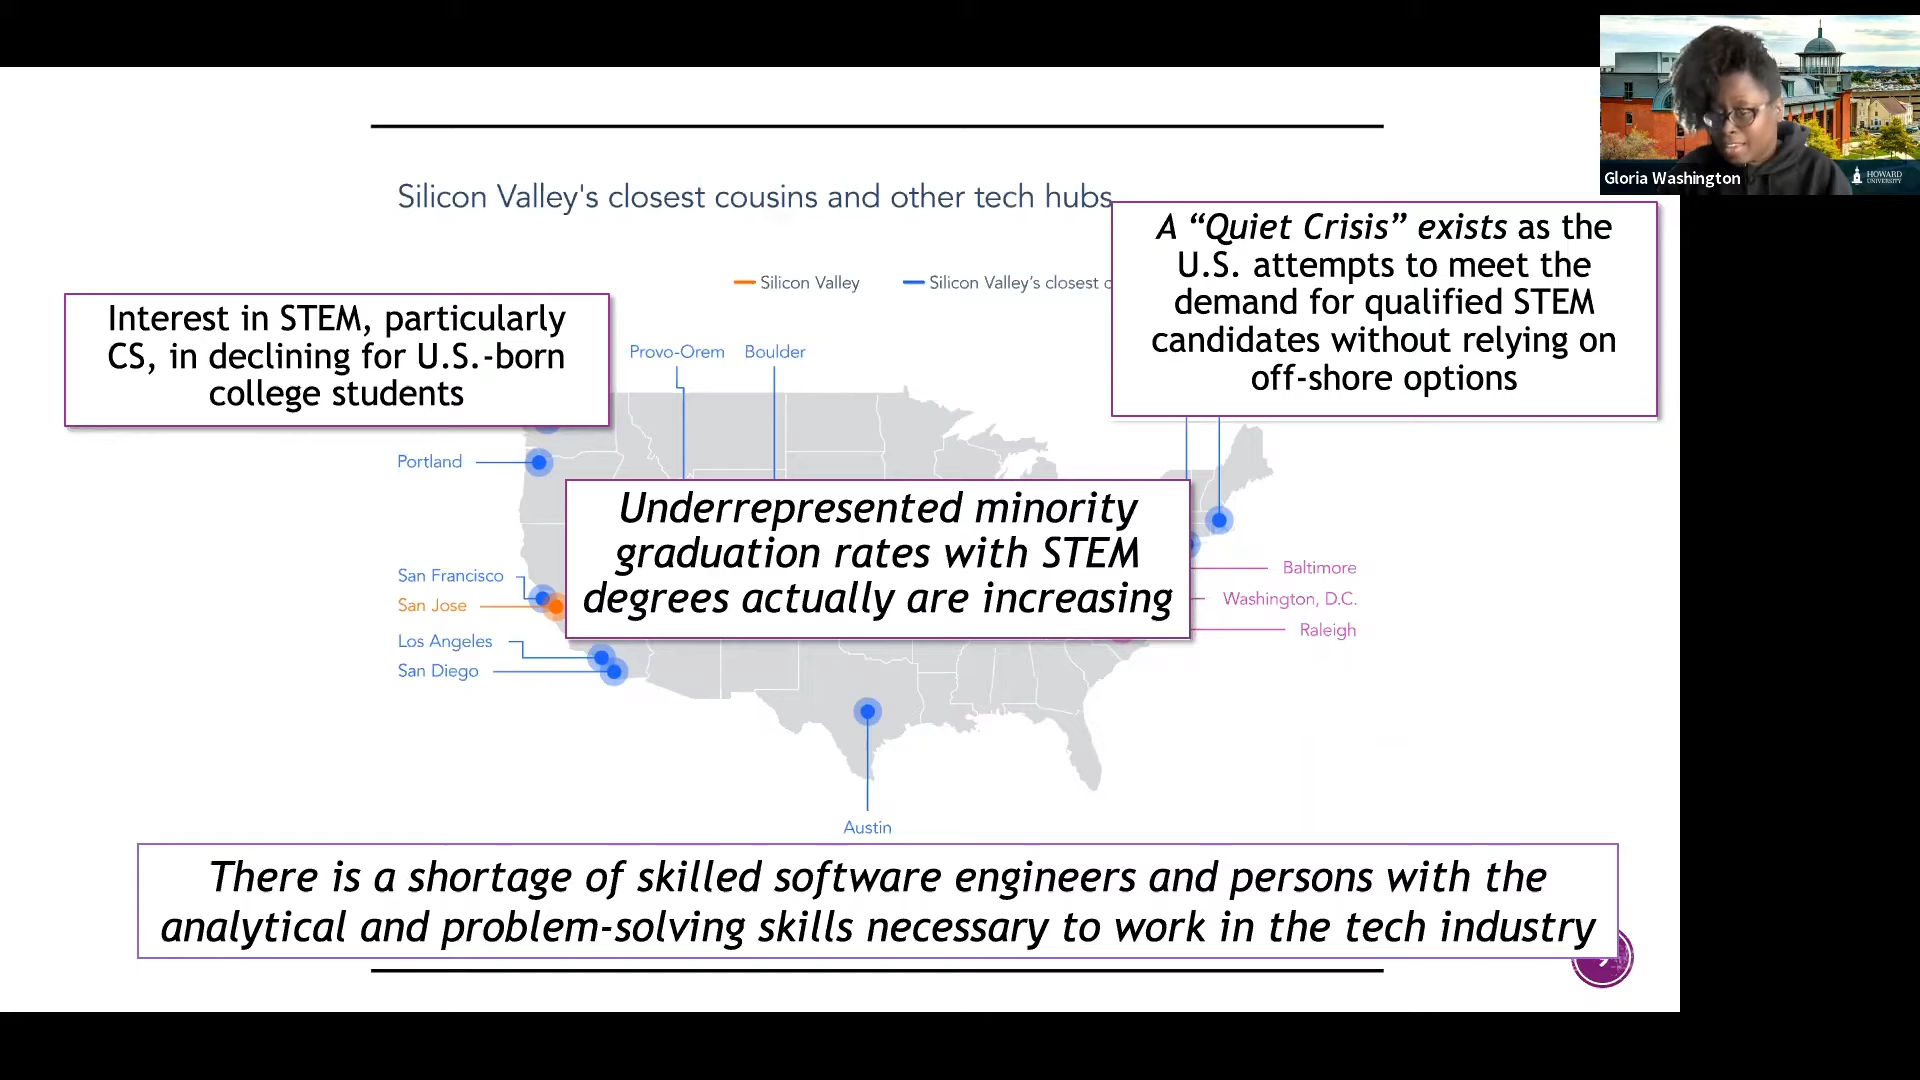 Gloria Washington
HOWARD
UNIVERSITY
Silicon Valley's closest cousins and other tech hubs
Silicon Valley
Silicon Valley's closest
A “Quiet Crisis” exists as the
U.S. attempts to meet the
demand for qualified STEM
candidates without relying on
off-shore options
Interest in STEM, particularly
CS, in declining for U.S.-born
college students
Provo-Orem
Boulder
Portland
Underrepresented minority
graduation rates with STEM
degrees actually are increasing
San Francisco
San Jose
Los Angeles
San Diego
Baltimore
Washington, D.C.
Raleigh
Austin
There is a shortage of skilled software engineers and persons with the
analytical and problem-solving skills necessary to work in the tech industry